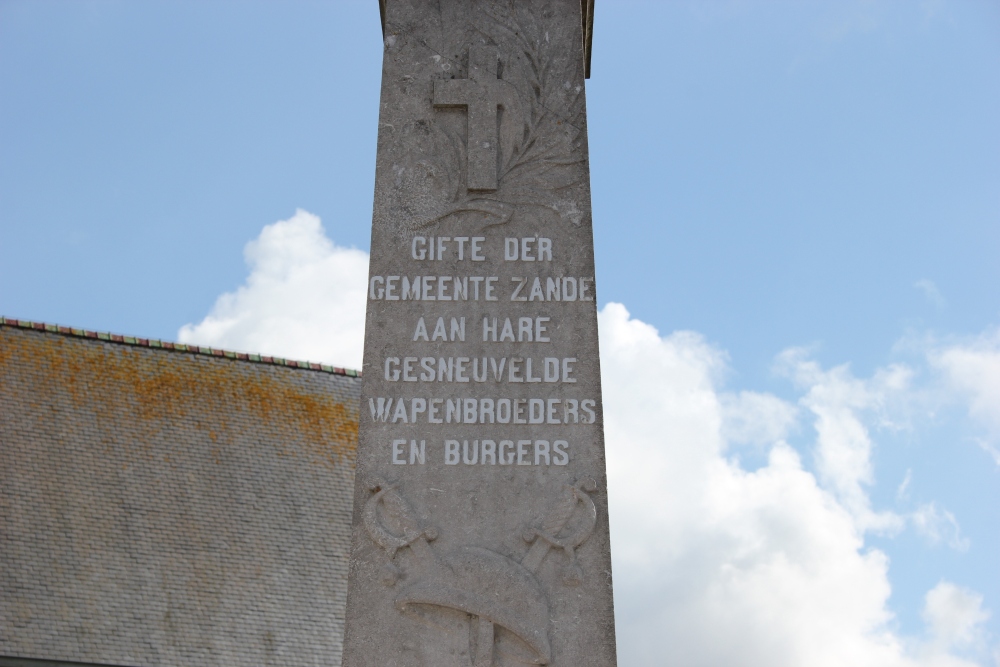 GIFTE DER
GEMEENTE ZANDE
AAN HARE
GESNEUVELDE
WAPENBROEDERS
EN BURGERS